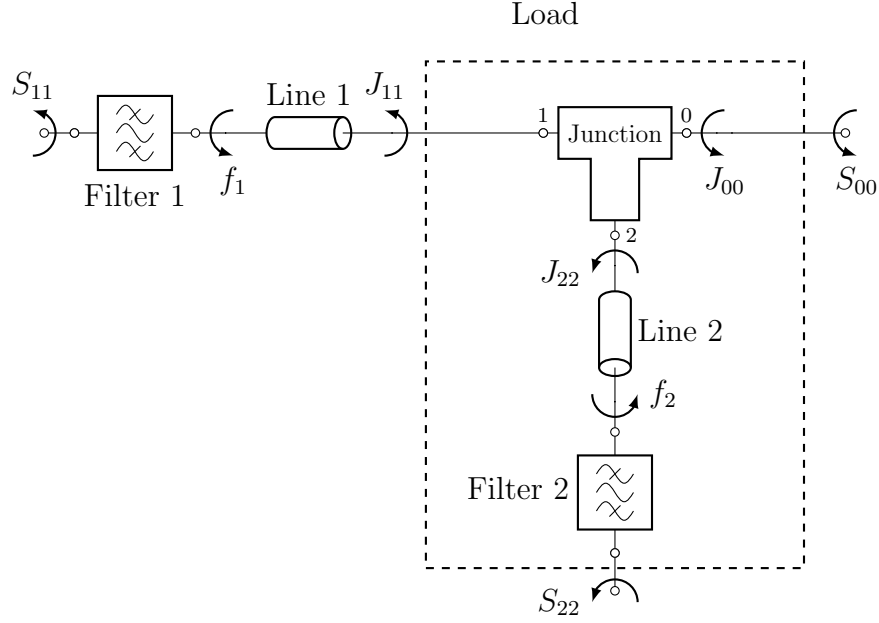 Load
S₁₁
Line 1
J₁₁
1
Junction
0
Filter 1
f₁
J₀₀
S₀₀
2
J₂₂
Line 2
f₂
Filter 2
S₂₂